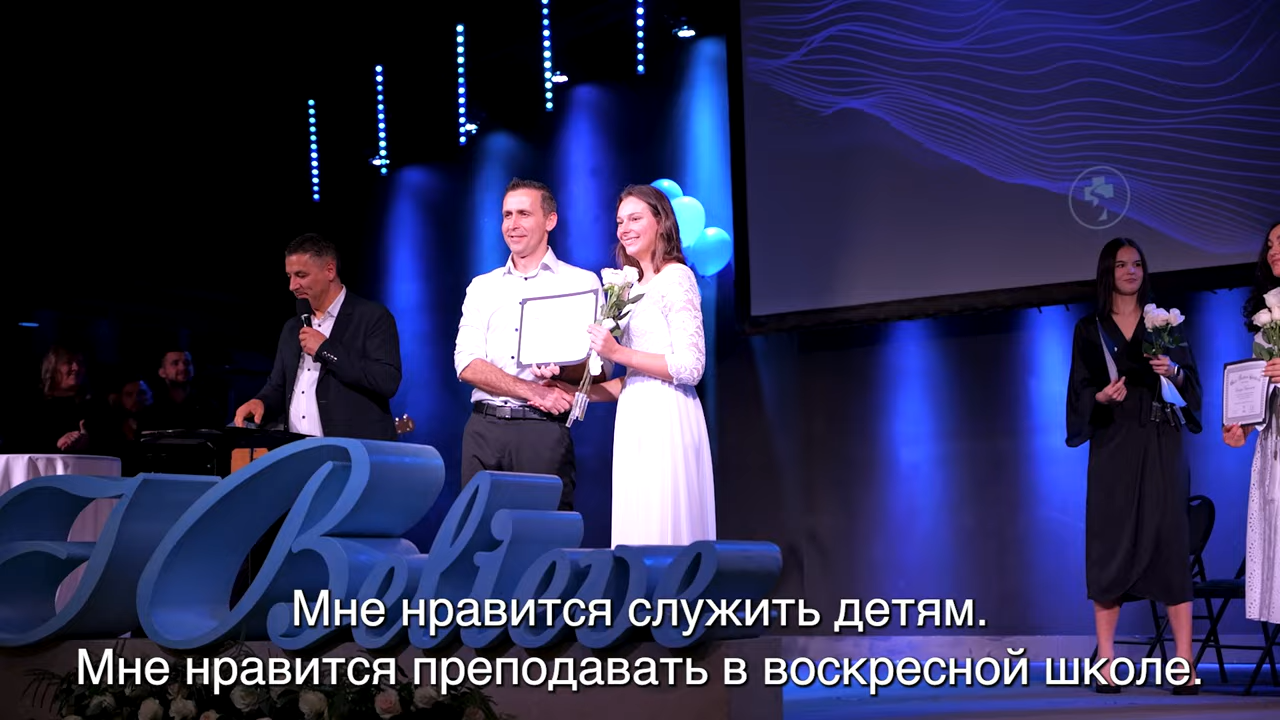 I Believe
Мне нравится служить детям.
Мне нравится преподавать в воскресной школе.